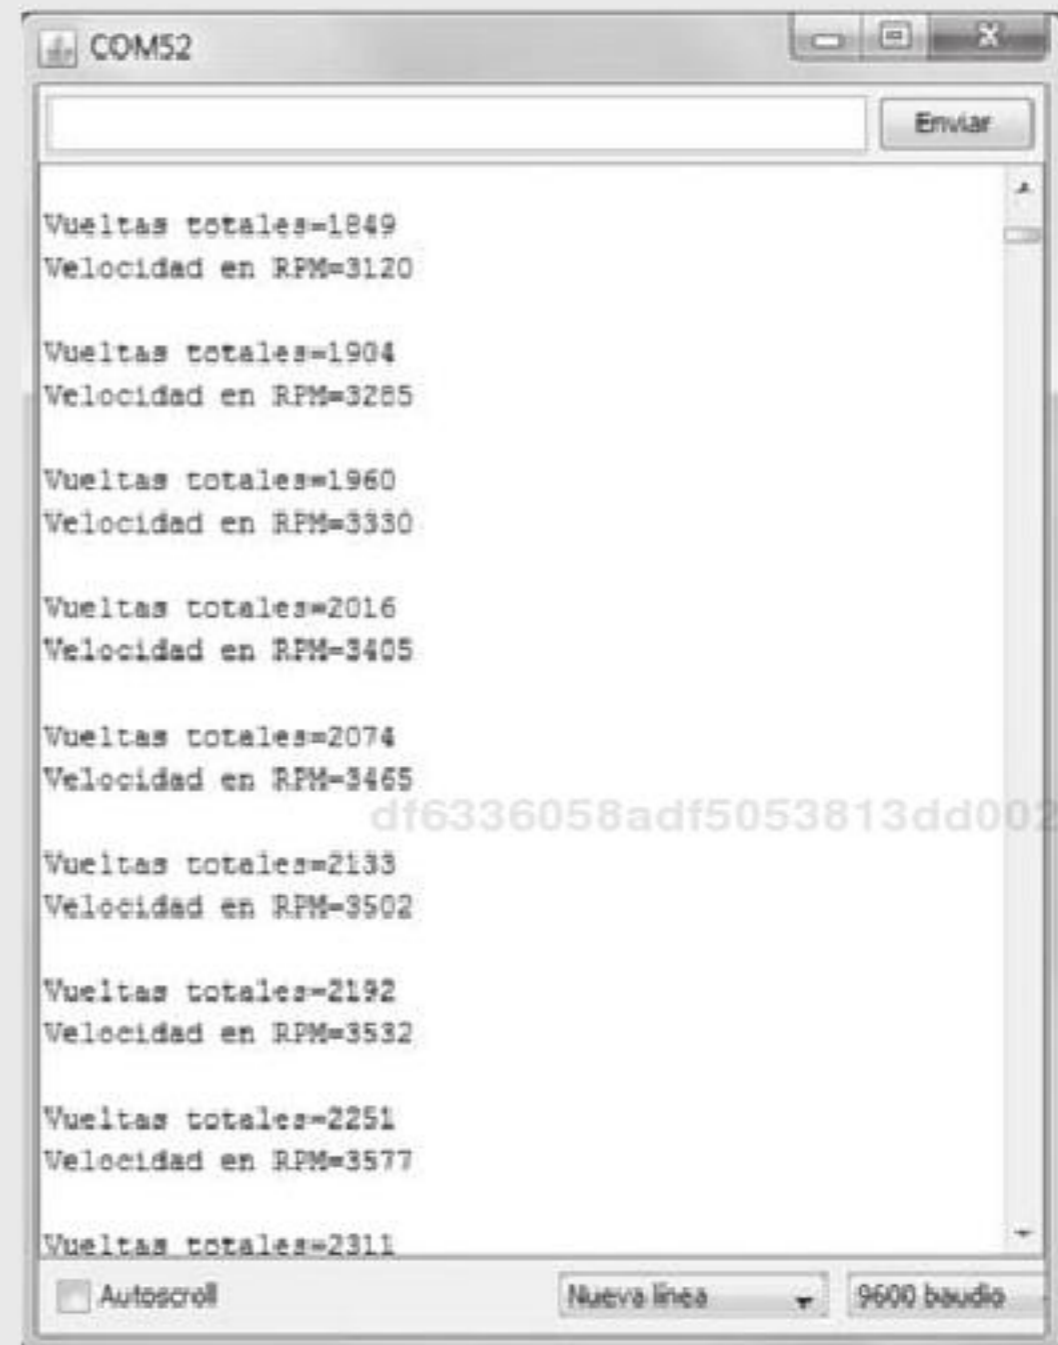 COM52
Enviar
Vueltas totales=1849
Velocidad en RPM=3120
Vueltas totales=1904
Velocidad en RPM=3285
Vueltas totales=1960
Velocidad en RPM=3330
Vueltas totales=2016
Velocidad en RPM=3405
Vueltas totales=2074
Velocidad en RPM=3465
df6336058adf5053813dd002
Vueltas totales=2133
Velocidad en RPM=3502
Vueltas totales=2192
Velocidad en RPM=3532
Vueltas totales=2251
Velocidad en RPM=3577
Vueltas totales=2311
Autoscroll
Nueva línea
9600 baudio